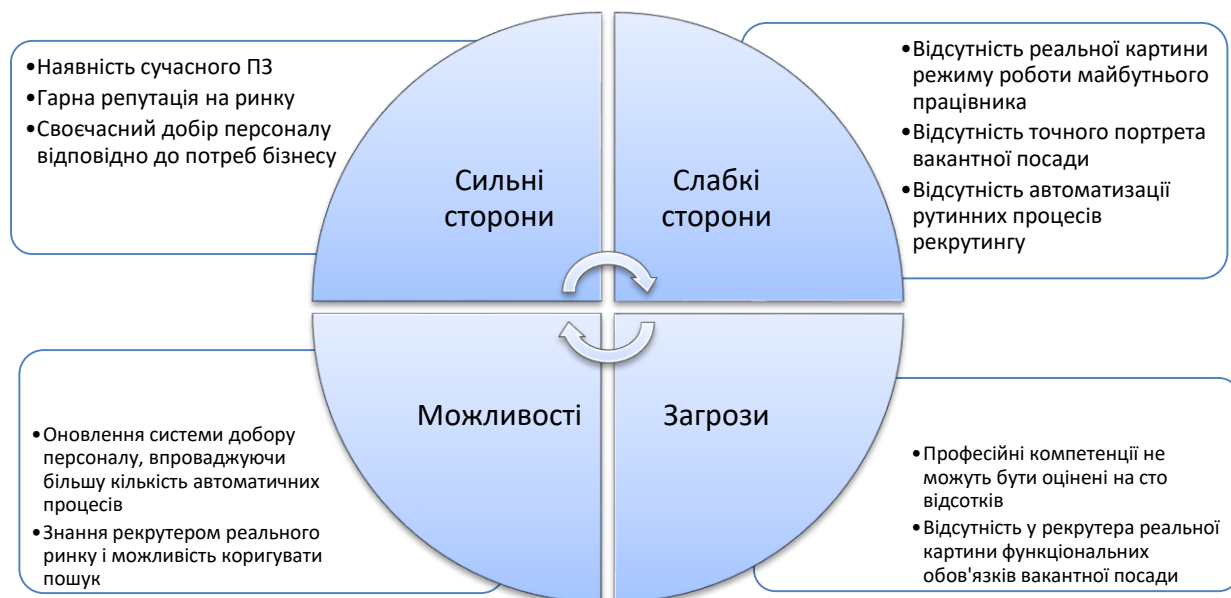 •Наявність сучасного ПЗ
•Гарна репутація на ринку
•Своєчасний добір персоналу
відповідно до потреб бізнесу
Сильні
сторони
Слабкі
сторони
•Відсутність реальної картини
режиму роботи майбутнього
працівника
•Відсутність точного портрета
вакантної посади
•Відсутність автоматизації
рутинних процесів
рекрутингу
•Оновлення системи добору
персоналу, впроваджуючи
більшу кількість автоматичних
процесів
•Знання рекрутером реального
ринку і можливість коригувати
пошук
Можливості
Загрози
•Професійні компетенції не
можуть бути оцінені на сто
відсотків
•Відсутність у рекрутера реальної
картини функціональних
обов'язків вакантної посади